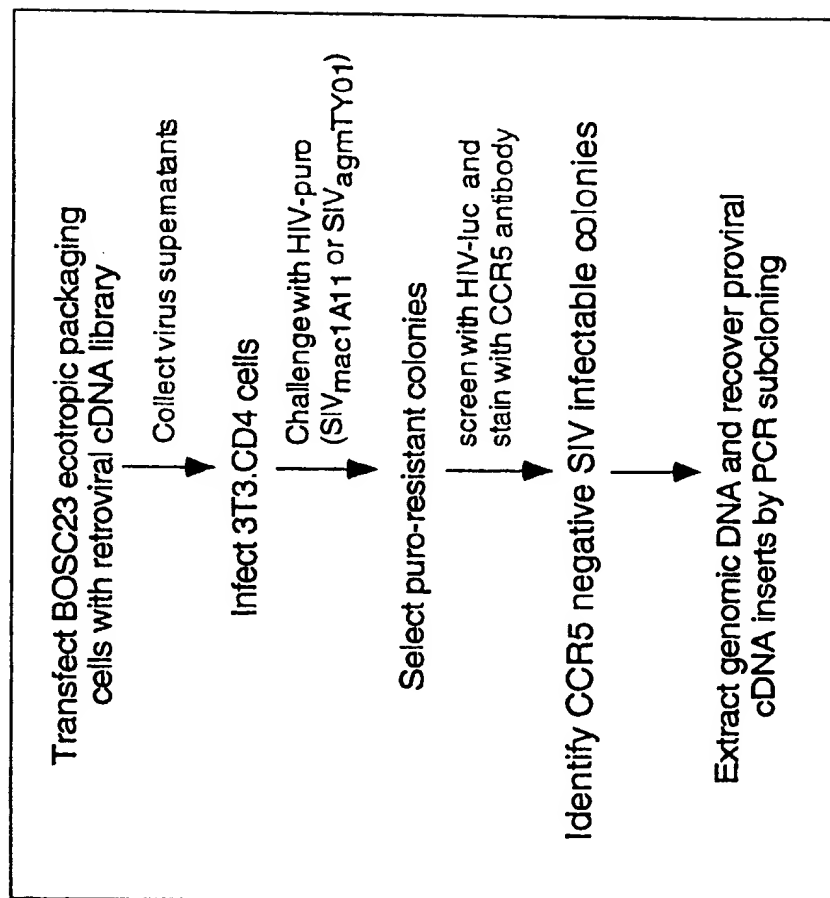 Transfect BOSC23 ecotropic packaging
cells with retroviral cDNA library
Collect virus supernatants
Infect 3T3.CD4 cells
Challenge with HIV-puro
(SIVmac1A11 or SIVagmTY01)
Select puro-resistant colonies
screen with HIV-luc and
stain with CCR5 antibody
Identify CCR5 negative SIV infectable colonies
Extract genomic DNA and recover proviral
cDNA inserts by PCR subcloning